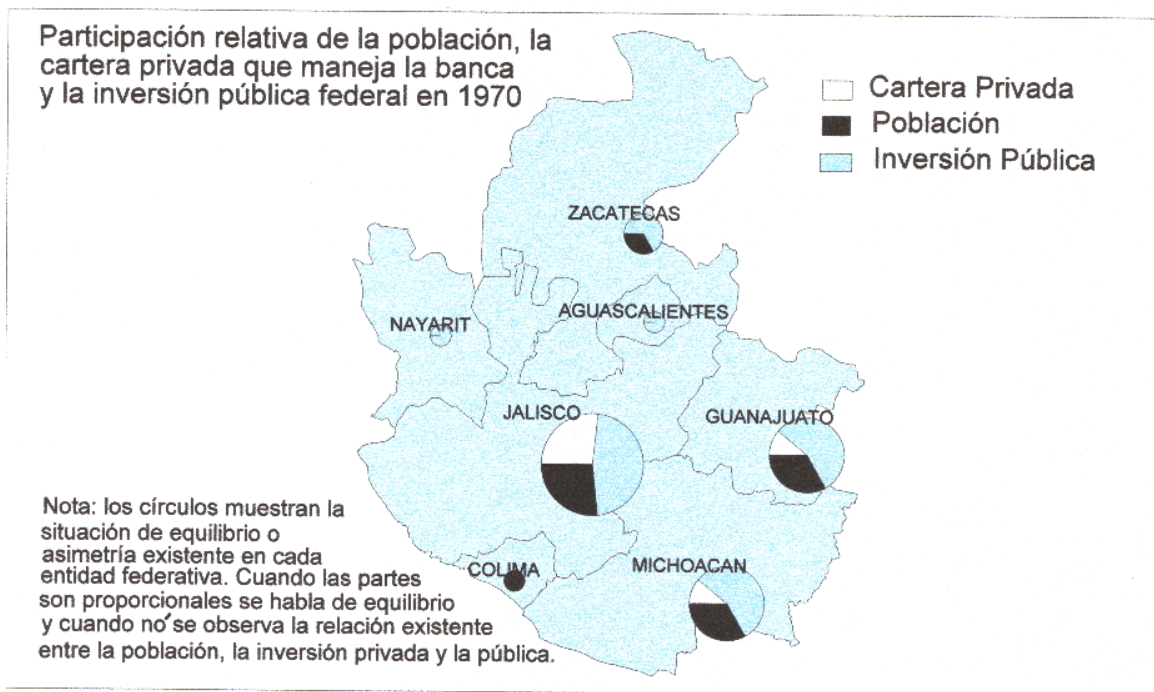 Participación relativa de la población, la
cartera privada que maneja la banca
y la inversión pública federal en 1970
Cartera Privada
Población
Inversión Pública
ZACATECAS
AGUASCALIENTES
NAYARIT
JALISCO
GUANAJUATO
COLIMA
MICHOACAN
Nota: los círculos muestran la
situación de equilibrio o
asimetría existente en cada
entidad federativa. Cuando las partes
son proporcionales se habla de equilibrio
y cuando no se observa la relación existente
entre la población, la inversión privada y la pública.